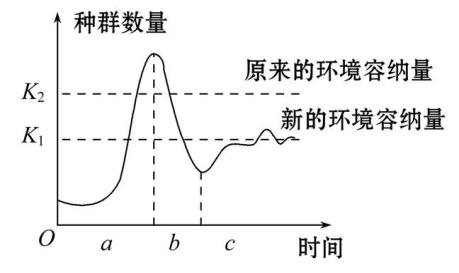 种群数量
原来的环境容纳量
K₂
新的环境容纳量
K₁
O a b c 时间